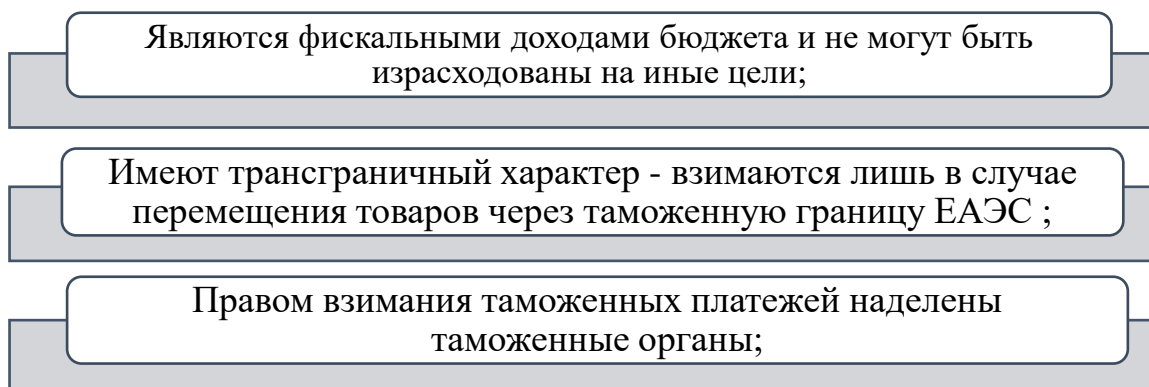 Являются фискальными доходами бюджета и не могут быть
израсходованы на иные цели;
Имеют трансграничный характер - взимаются лишь в случае
перемещения товаров через таможенную границу ЕАЭС ;
Правом взимания таможенных платежей наделены
таможенные органы;